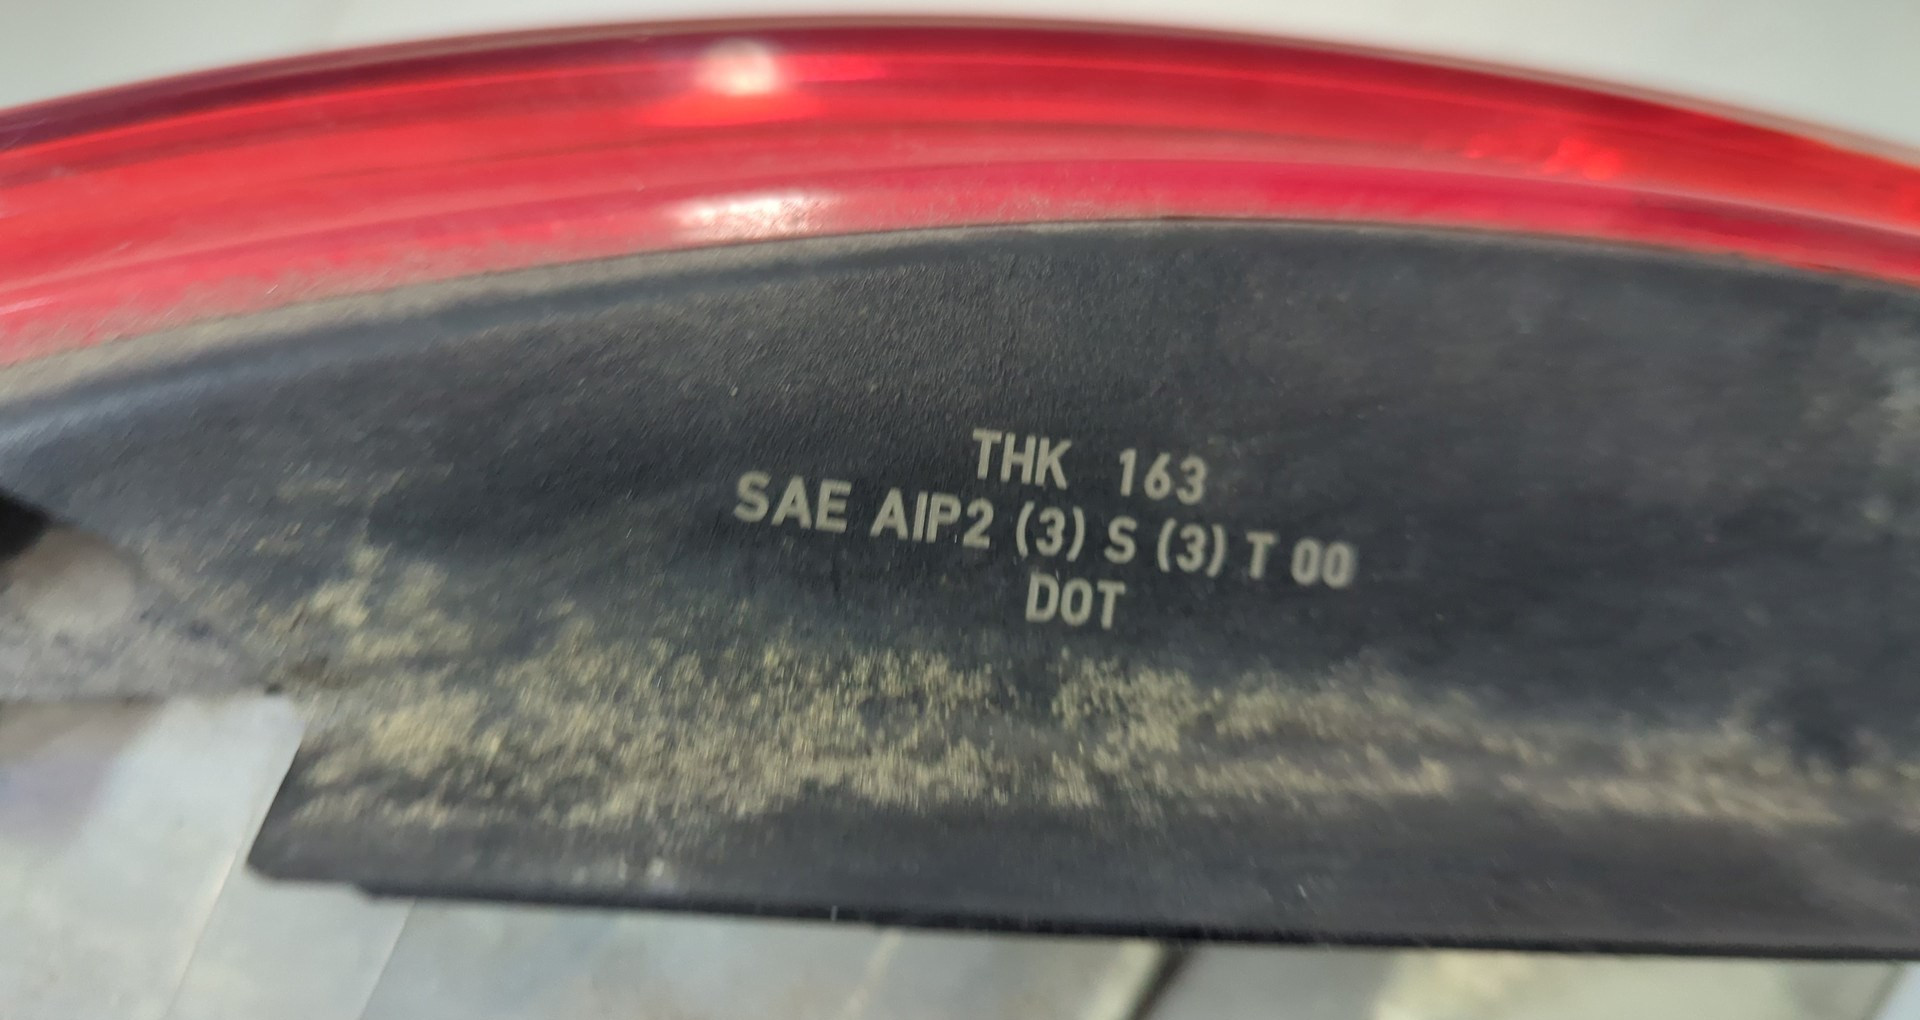 THK 163
SAE AIP2 (3) S (3) T 00
DOT